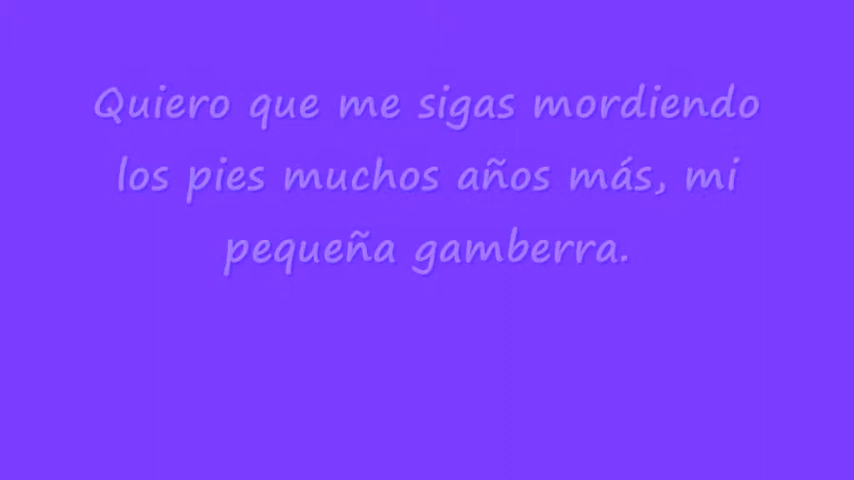 Quiero que me sigas mordiendo
los pies muchos años más, mi
pequeña gamberra.